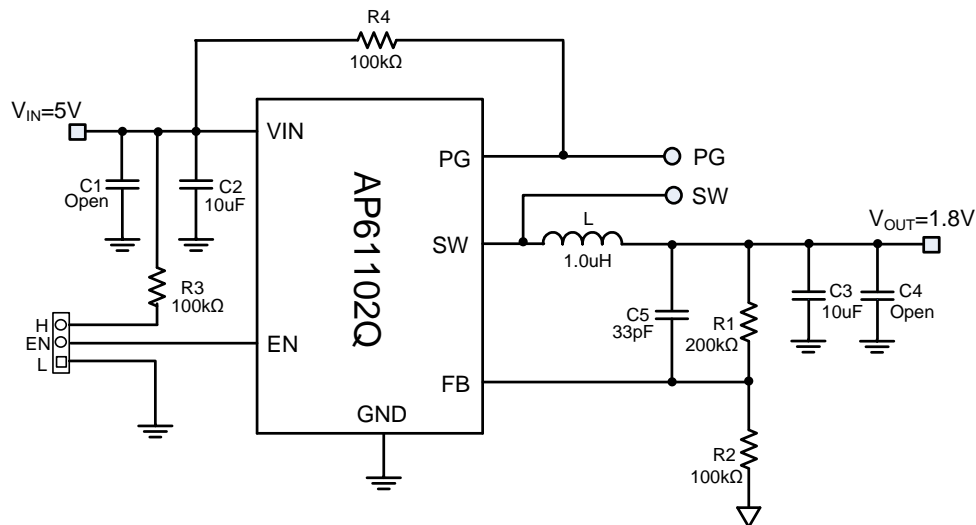 R4
100kΩ
V_IN=5V
VIN
C1
Open
C2
10uF
PG
PG
SW
AP61102Q
SW
L
1.0uH
V_OUT=1.8V
R3
100kΩ
C5
33pF
R1
200kΩ
C3
10uF
C4
Open
H
EN
L
EN
FB
GND
R2
100kΩ